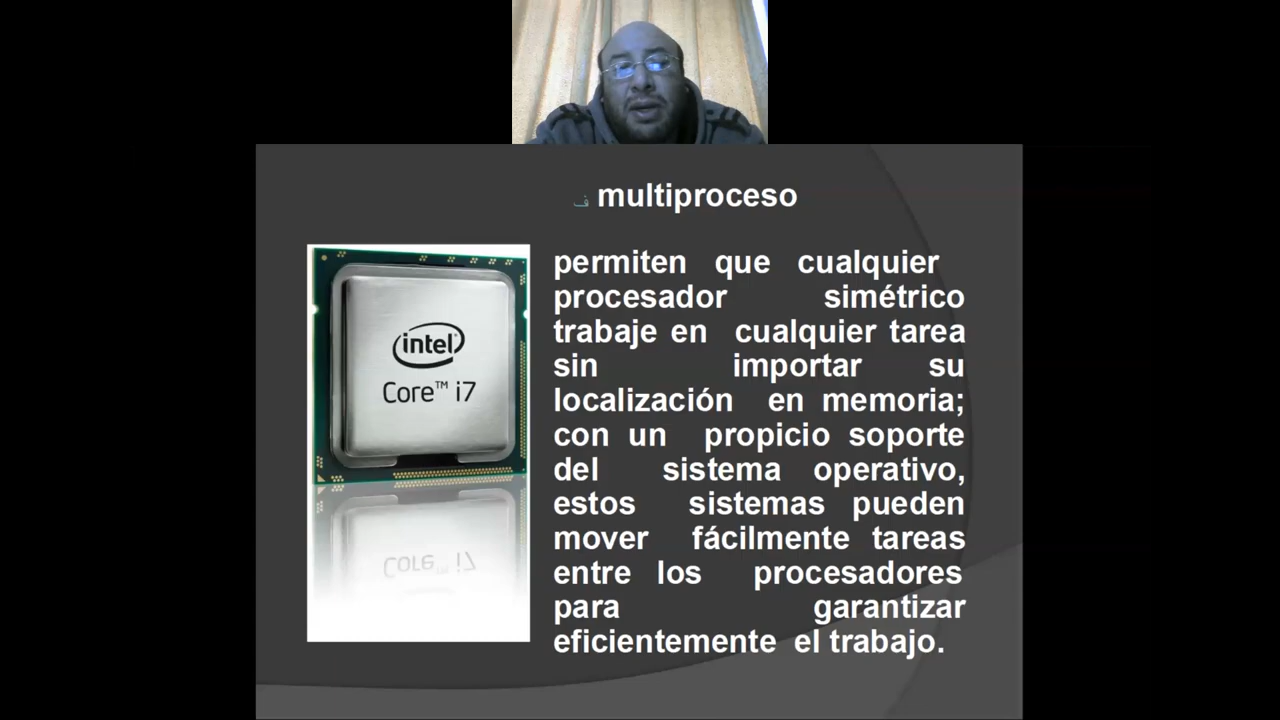 ف multiproceso
permiten que cualquier
procesador simétrico
trabaje en cualquier tarea
sin importar su
localización en memoria;
con un propicio soporte
del sistema operativo,
estos sistemas pueden
mover fácilmente tareas
entre los procesadores
para garantizar
eficientemente el trabajo.
intel
Core™ i7
Core™ i7